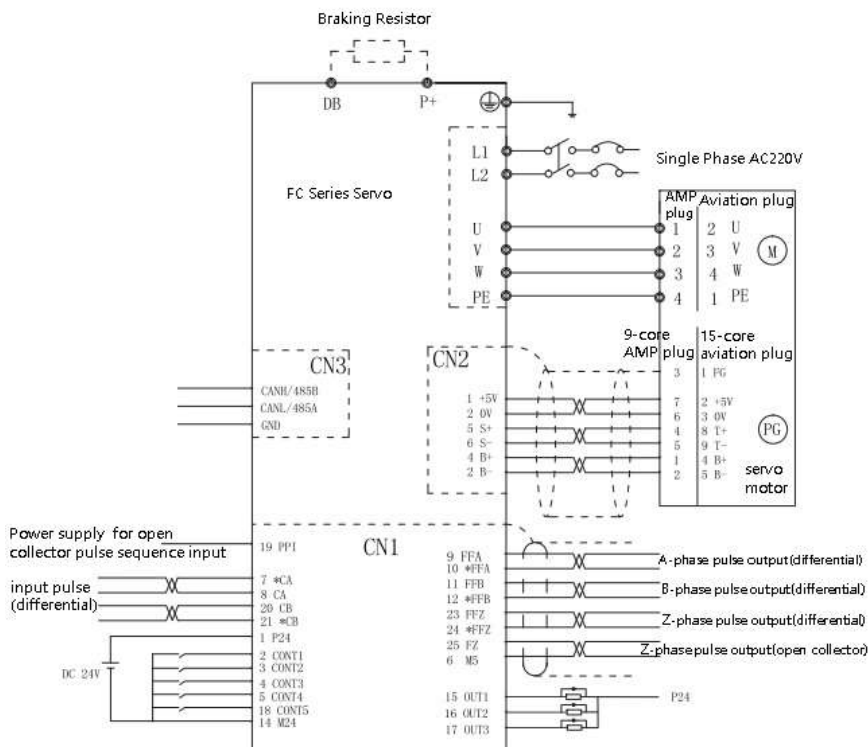 Braking Resistor
DB P+
L1
L2
Single Phase AC220V
FC Series Servo
AMP plug
Aviation plug
U 1 2 U
V 2 3 V
W 3 4 W
PE 4 1 PE
M
9-core AMP plug
15-core aviation plug
CN3
CANH/485B
CANL/485A
GND
CN2
3 1 FG
1 +5V 7 2 +5V
2 0V 6 3 0V
5 S+ 4 8 T+
6 S- 5 9 T-
4 B+ 1 4 B+
2 B- 2 5 B-
PG
servo motor
Power supply for open
collector pulse sequence input
19 PPI
CN1
input pulse
(differential)
7 *CA
8 CA
20 CB
21 *CB
1 P24
DC 24V
2 CONT1
3 CONT2
4 CONT3
5 CONT4
18 CONT5
14 M24
9 FFA
10 *FFA
A-phase pulse output(differential)
11 FFB
12 *FFB
B-phase pulse output(differential)
23 FFZ
24 *FFZ
Z-phase pulse output(differential)
25 FZ
6 M5
Z-phase pulse output(open collector)
15 OUT1
16 OUT2
17 OUT3
P24